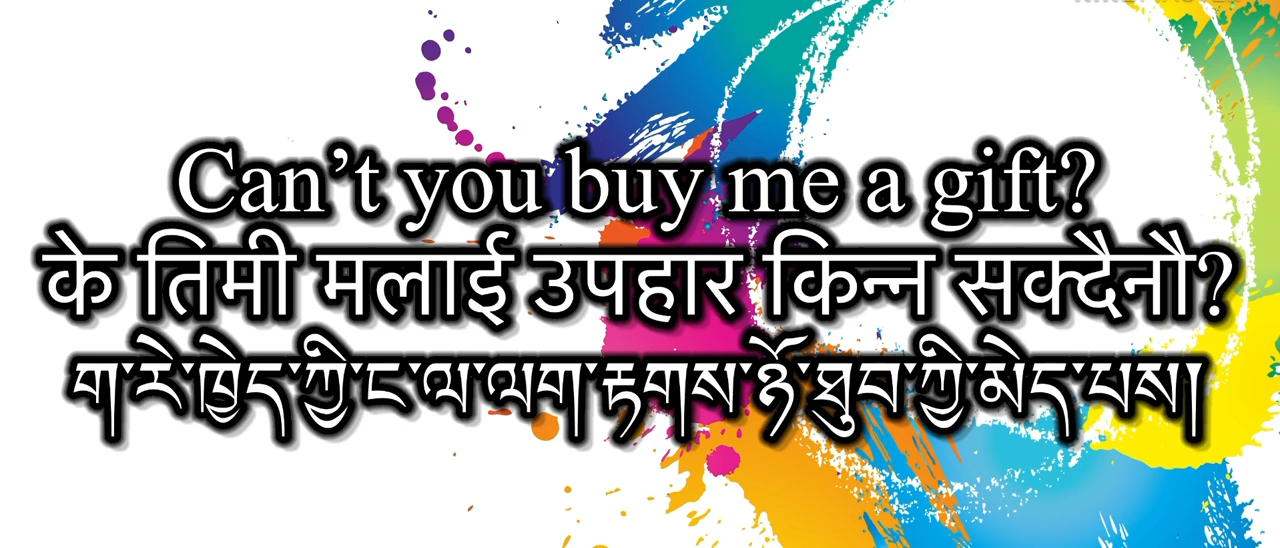 Can’t you buy me a gift?
के तिमी मलाई उपहार किन्न सक्दैनौ?
ག་རེ་ཁྱེད་ཀྱི་ང་ལ་ལག་རྟགས་ཉོ་ཐུབ་ཀྱི་མེད་པས།